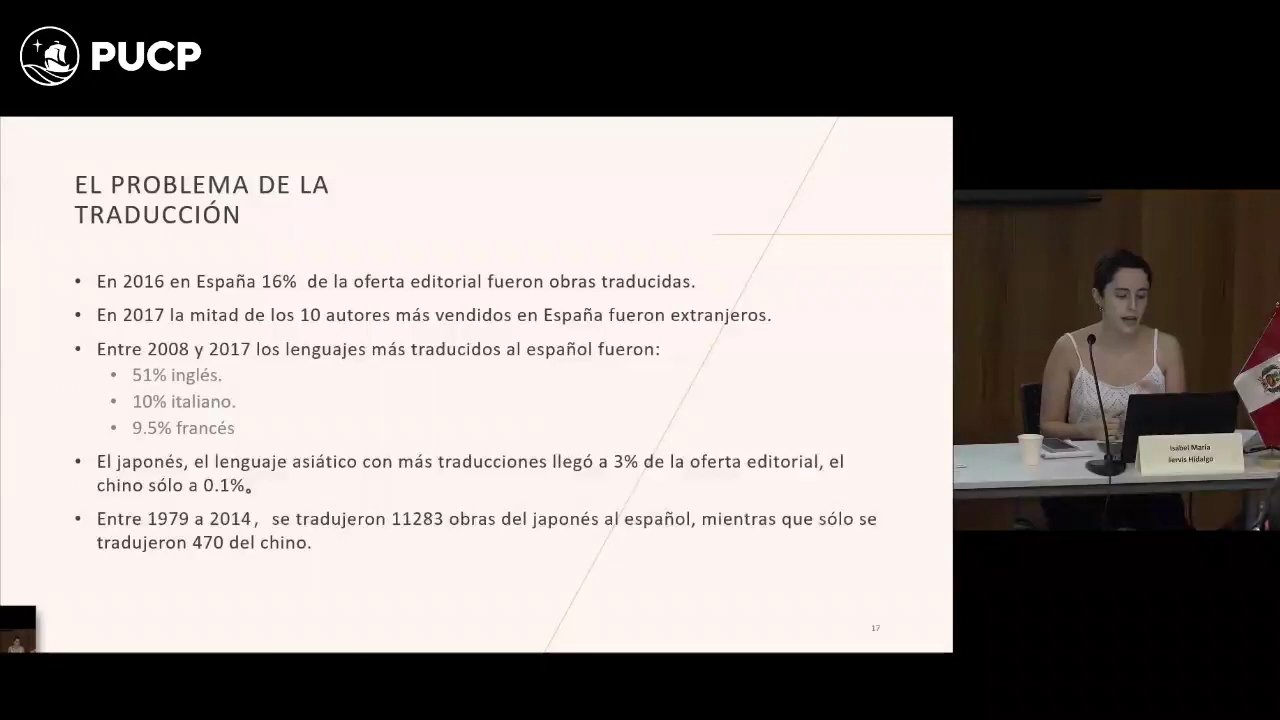 PUCP
EL PROBLEMA DE LA
TRADUCCIÓN
• En 2016 en España 16% de la oferta editorial fueron obras traducidas.
• En 2017 la mitad de los 10 autores más vendidos en España fueron extranjeros.
• Entre 2008 y 2017 los lenguajes más traducidos al español fueron:
• 51% inglés.
• 10% italiano.
• 9.5% francés
• El japonés, el lenguaje asiático con más traducciones llegó a 3% de la oferta editorial, el
chino sólo a 0.1%。
• Entre 1979 a 2014， se tradujeron 11283 obras del japonés al español, mientras que sólo se
tradujeron 470 del chino.
17
Isabel María
Jervis Hidalgo